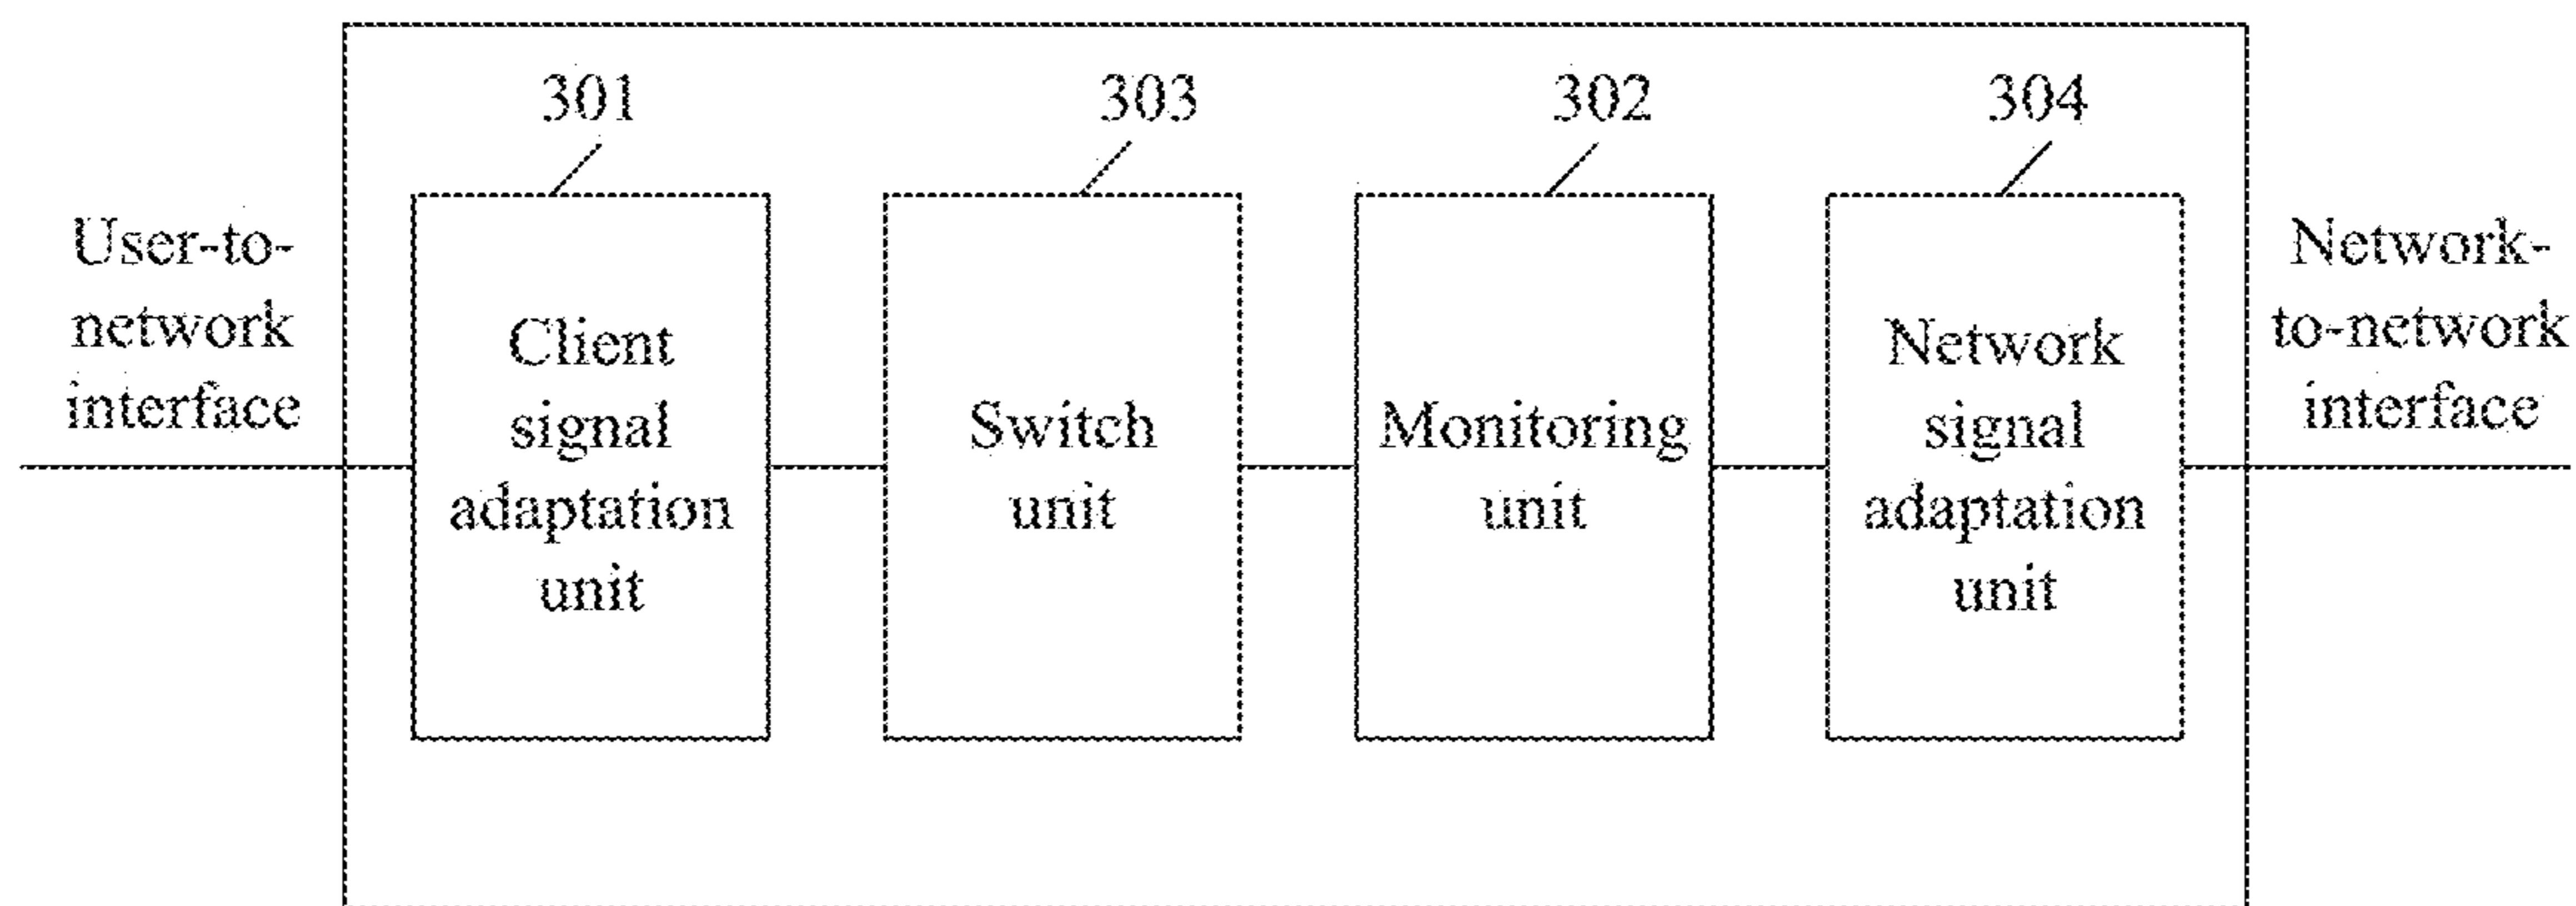 301
303
302
304
User-to-
network
interface
Client
signal
adaptation
unit
Switch
unit
Monitoring
unit
Network
signal
adaptation
unit
Network-
to-network
interface